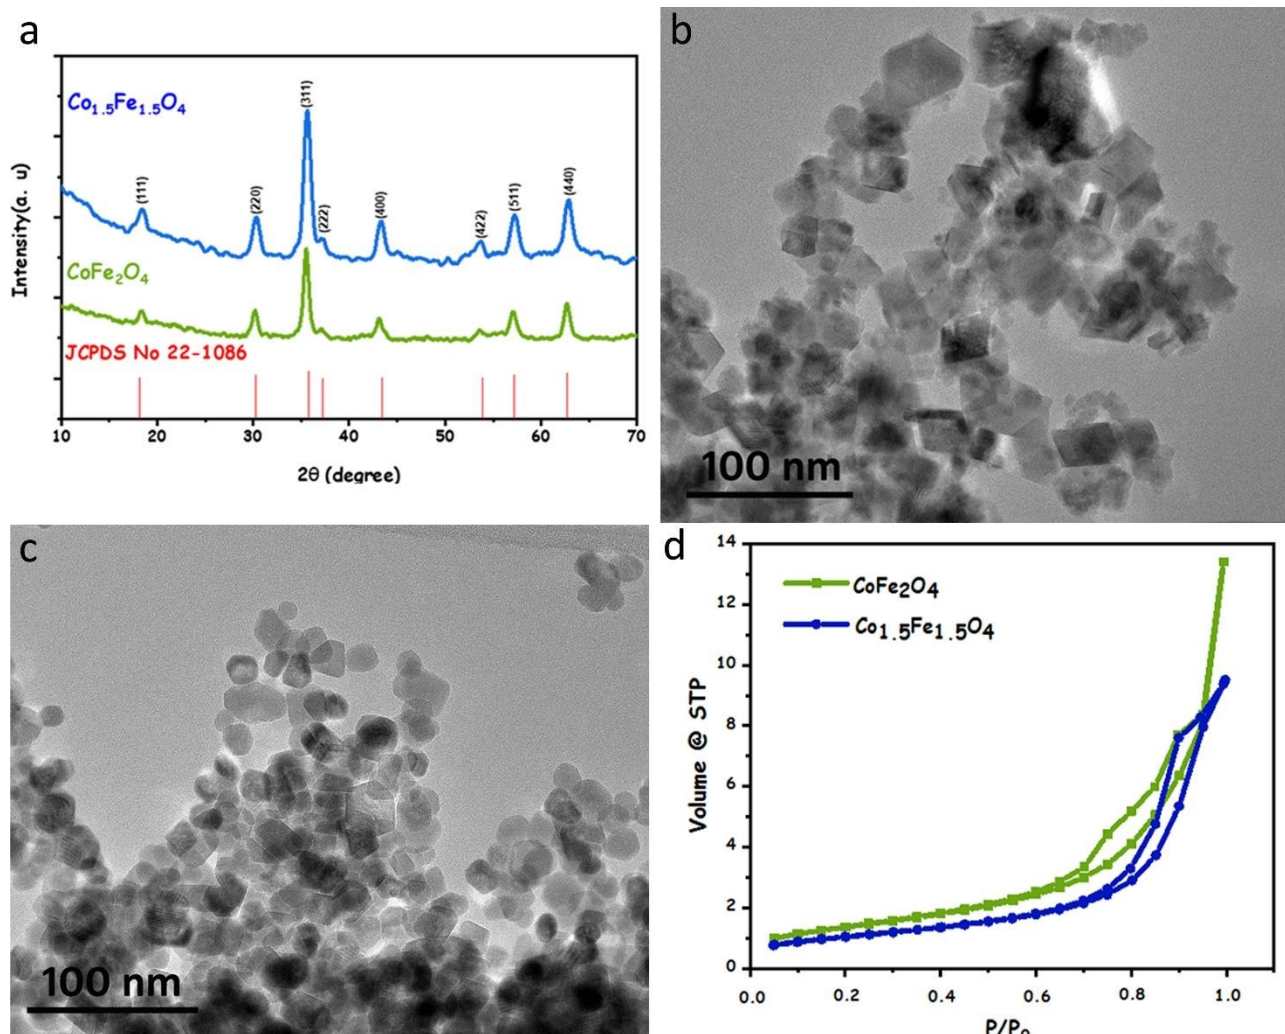 a
Co1.5Fe1.5O4
CoFe2O4
JCPDS No 22-1086
(111)
(220)
(311)
(222)
(400)
(422)
(511)
(440)
Intensity(a. u)
10 20 30 40 50 60 70
2θ (degree)
b
100 nm
c
100 nm
d
CoFe2O4
Co1.5Fe1.5O4
Volume @ STP
14
12
10
8
6
4
2
0
0.0 0.2 0.4 0.6 0.8 1.0
P/P0